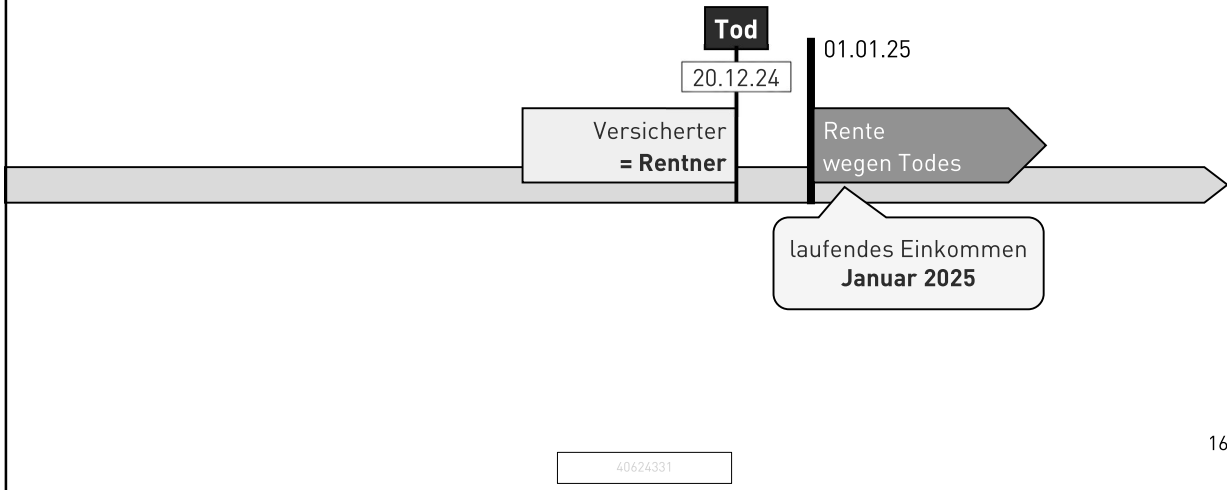 Tod
20.12.24
01.01.25
Versicherter
= Rentner
Rente
wegen Todes
laufendes Einkommen
Januar 2025
16
40624331